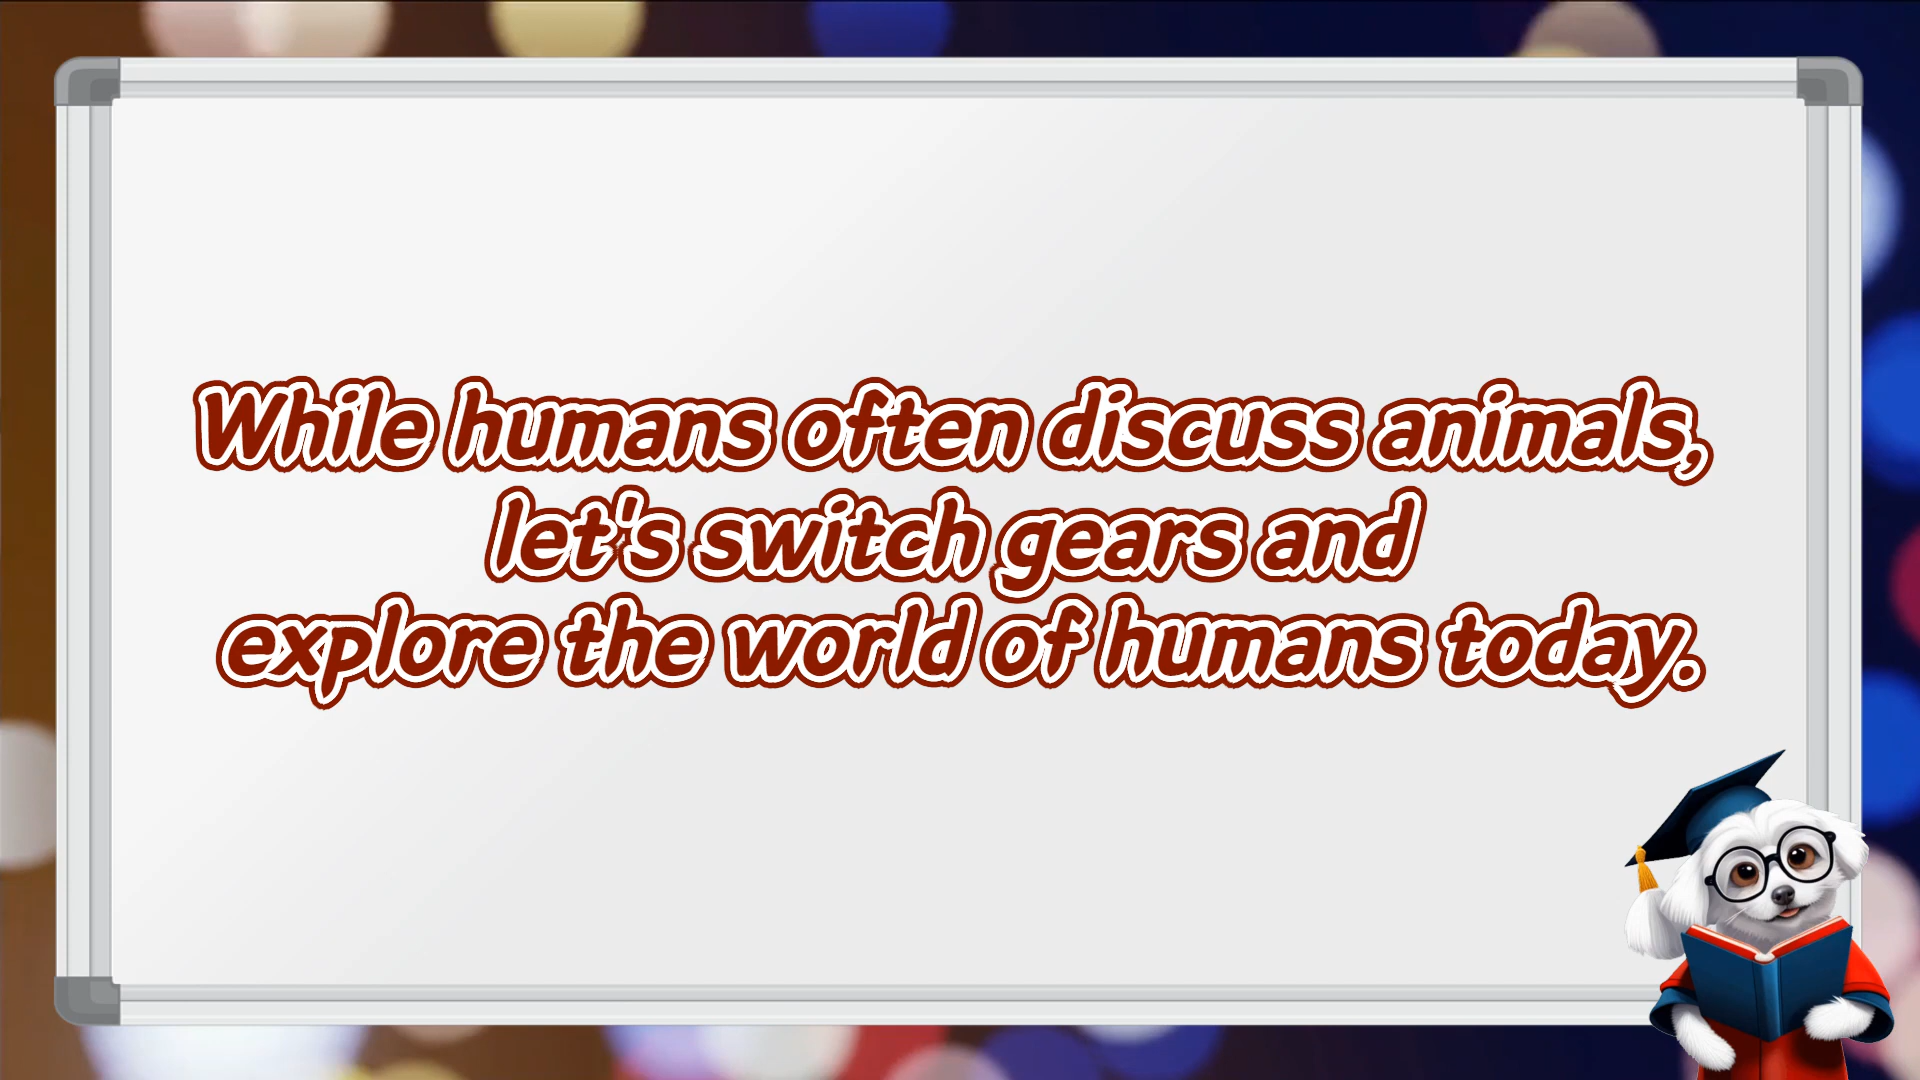 While humans often discuss animals,
let's switch gears and
explore the world of humans today.